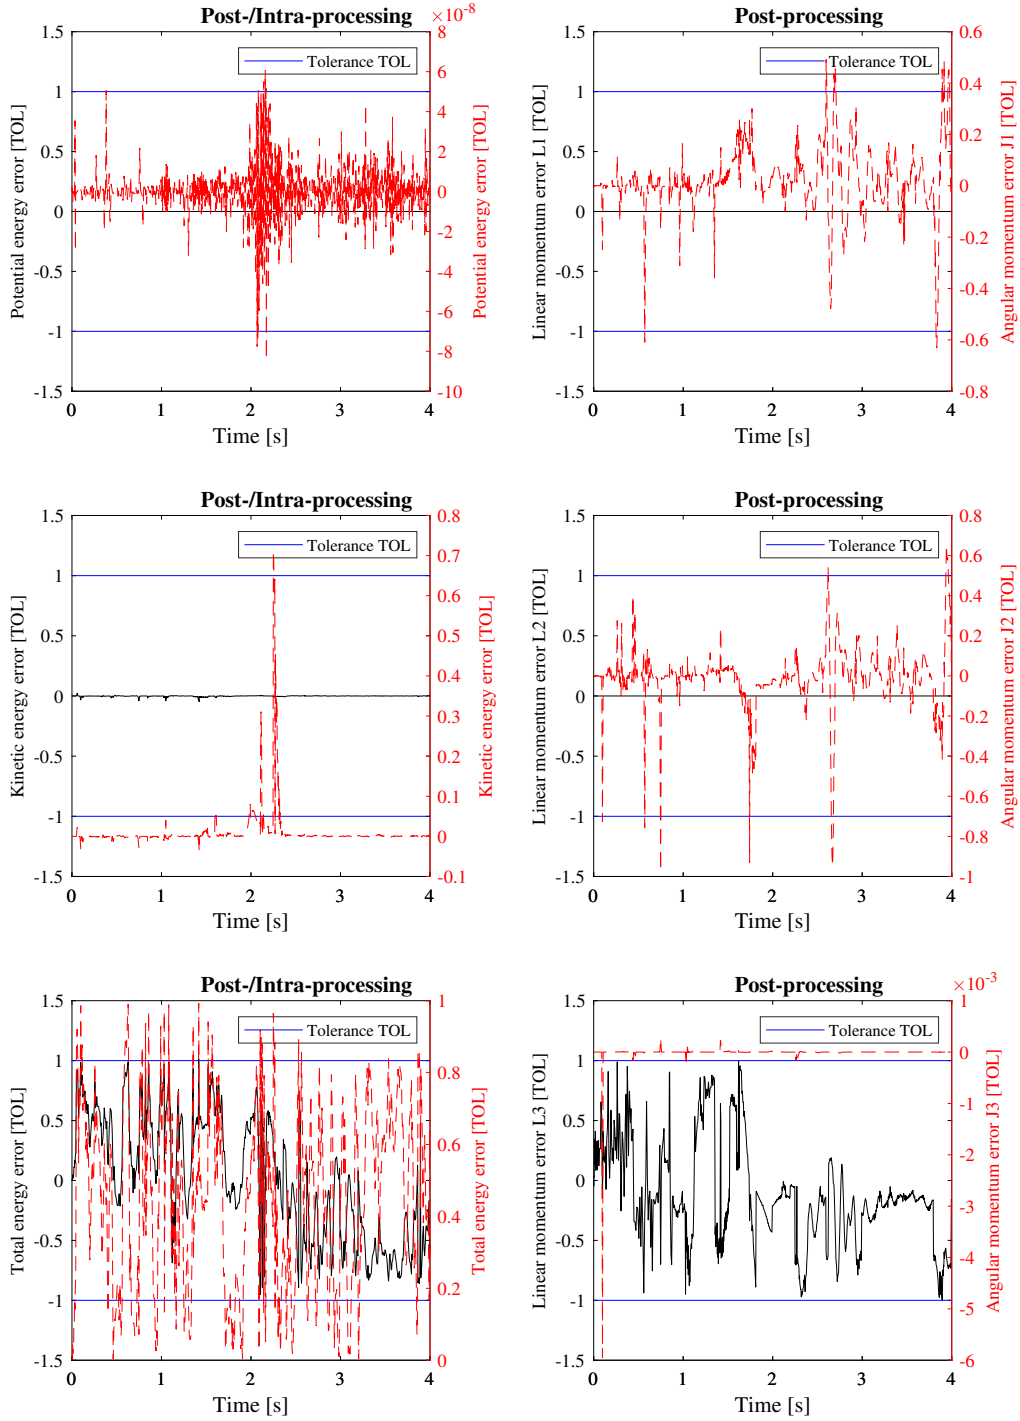 Post-/Intra-processing
×10⁻⁸
Tolerance TOL
Potential energy error [TOL]
1.5
1
0.5
0
-0.5
-1
-1.5
8
6
4
2
0
-2
-4
-6
-8
-10
Potential energy error [TOL]
0 1 2 3 4
Time [s]
Post-processing
Tolerance TOL
Linear momentum error L1 [TOL]
1.5
1
0.5
0
-0.5
-1
-1.5
0.6
0.4
0.2
0
-0.2
-0.4
-0.6
-0.8
Angular momentum error J1 [TOL]
0 1 2 3 4
Time [s]
Post-/Intra-processing
Tolerance TOL
Kinetic energy error [TOL]
1.5
1
0.5
0
-0.5
-1
-1.5
0.8
0.7
0.6
0.5
0.4
0.3
0.2
0.1
0
-0.1
Kinetic energy error [TOL]
0 1 2 3 4
Time [s]
Post-processing
Tolerance TOL
Linear momentum error L2 [TOL]
1.5
1
0.5
0
-0.5
-1
-1.5
0.8
0.6
0.4
0.2
0
-0.2
-0.4
-0.6
-0.8
-1
Angular momentum error J2 [TOL]
0 1 2 3 4
Time [s]
Post-/Intra-processing
Tolerance TOL
Total energy error [TOL]
1.5
1
0.5
0
-0.5
-1
-1.5
1
0.8
0.6
0.4
0.2
0
Total energy error [TOL]
0 1 2 3 4
Time [s]
Post-processing
×10⁻³
Tolerance TOL
Linear momentum error L3 [TOL]
1.5
1
0.5
0
-0.5
-1
-1.5
1
0
-1
-2
-3
-4
-5
-6
Angular momentum error J3 [TOL]
0 1 2 3 4
Time [s]